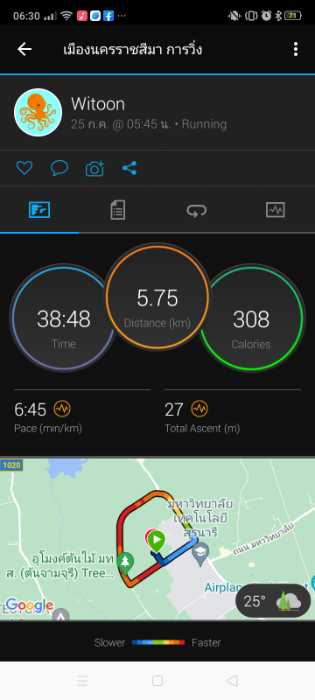 06:30
71
เมืองนครราชสีมา การวิ่ง
Witoon
25 ก.ค. @ 05:45 น. • Running
38:48
Time
5.75
Distance (km)
308
Calories
6:45
Pace (min/km)
27
Total Ascent (m)
1020
มหาวิทยาลัย
เทคโนโลยี
สุรนารี
ถนน มหาวิทยาลัย
อุโมงค์ต้นไม้ มท
ส. (ต้นจามจุรี) Tree...
Airplane
Google
25°
Slower
Faster